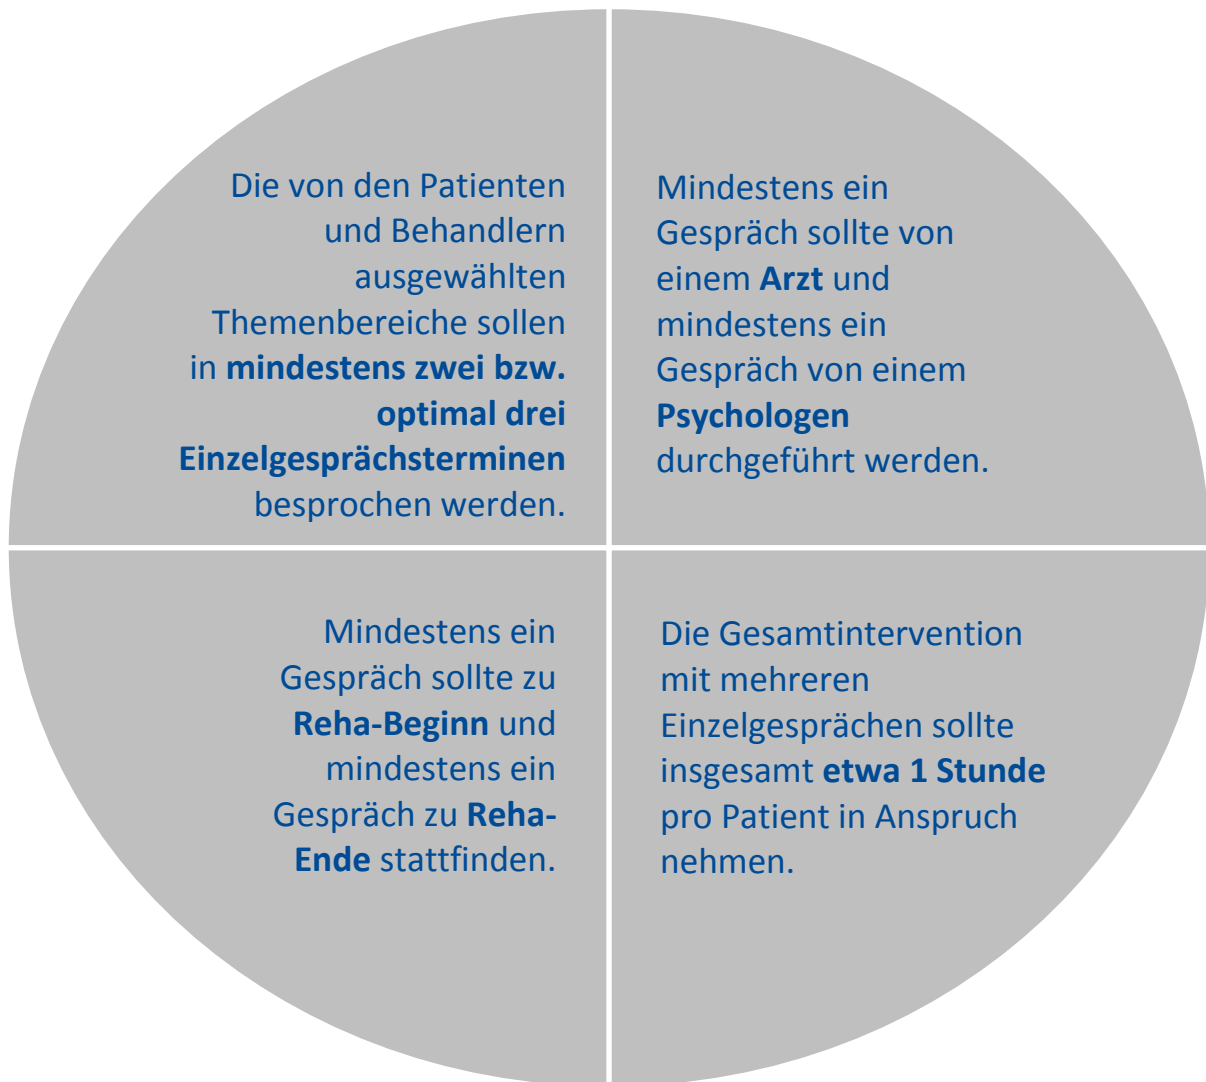 Die von den Patienten
und Behandlern
ausgewählten
Themenbereiche sollen
in mindestens zwei bzw.
optimal drei
Einzelgesprächsterminen
besprochen werden.
Mindestens ein
Gespräch sollte von
einem Arzt und
mindestens ein
Gespräch von einem
Psychologen
durchgeführt werden.
Mindestens ein
Gespräch sollte zu
Reha-Beginn und
mindestens ein
Gespräch zu Reha-
Ende stattfinden.
Die Gesamtintervention
mit mehreren
Einzelgesprächen sollte
insgesamt etwa 1 Stunde
pro Patient in Anspruch
nehmen.